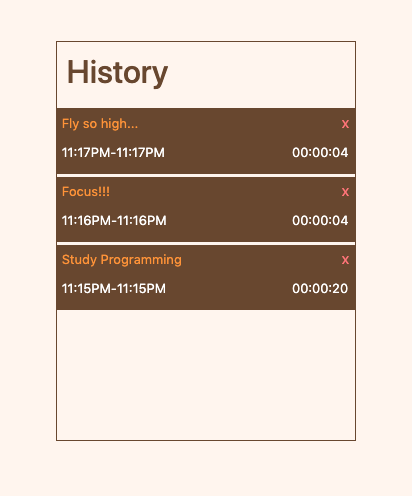 History
Fly so high... x
11:17PM-11:17PM 00:00:04
Focus!!! x
11:16PM-11:16PM 00:00:04
Study Programming x
11:15PM-11:15PM 00:00:20